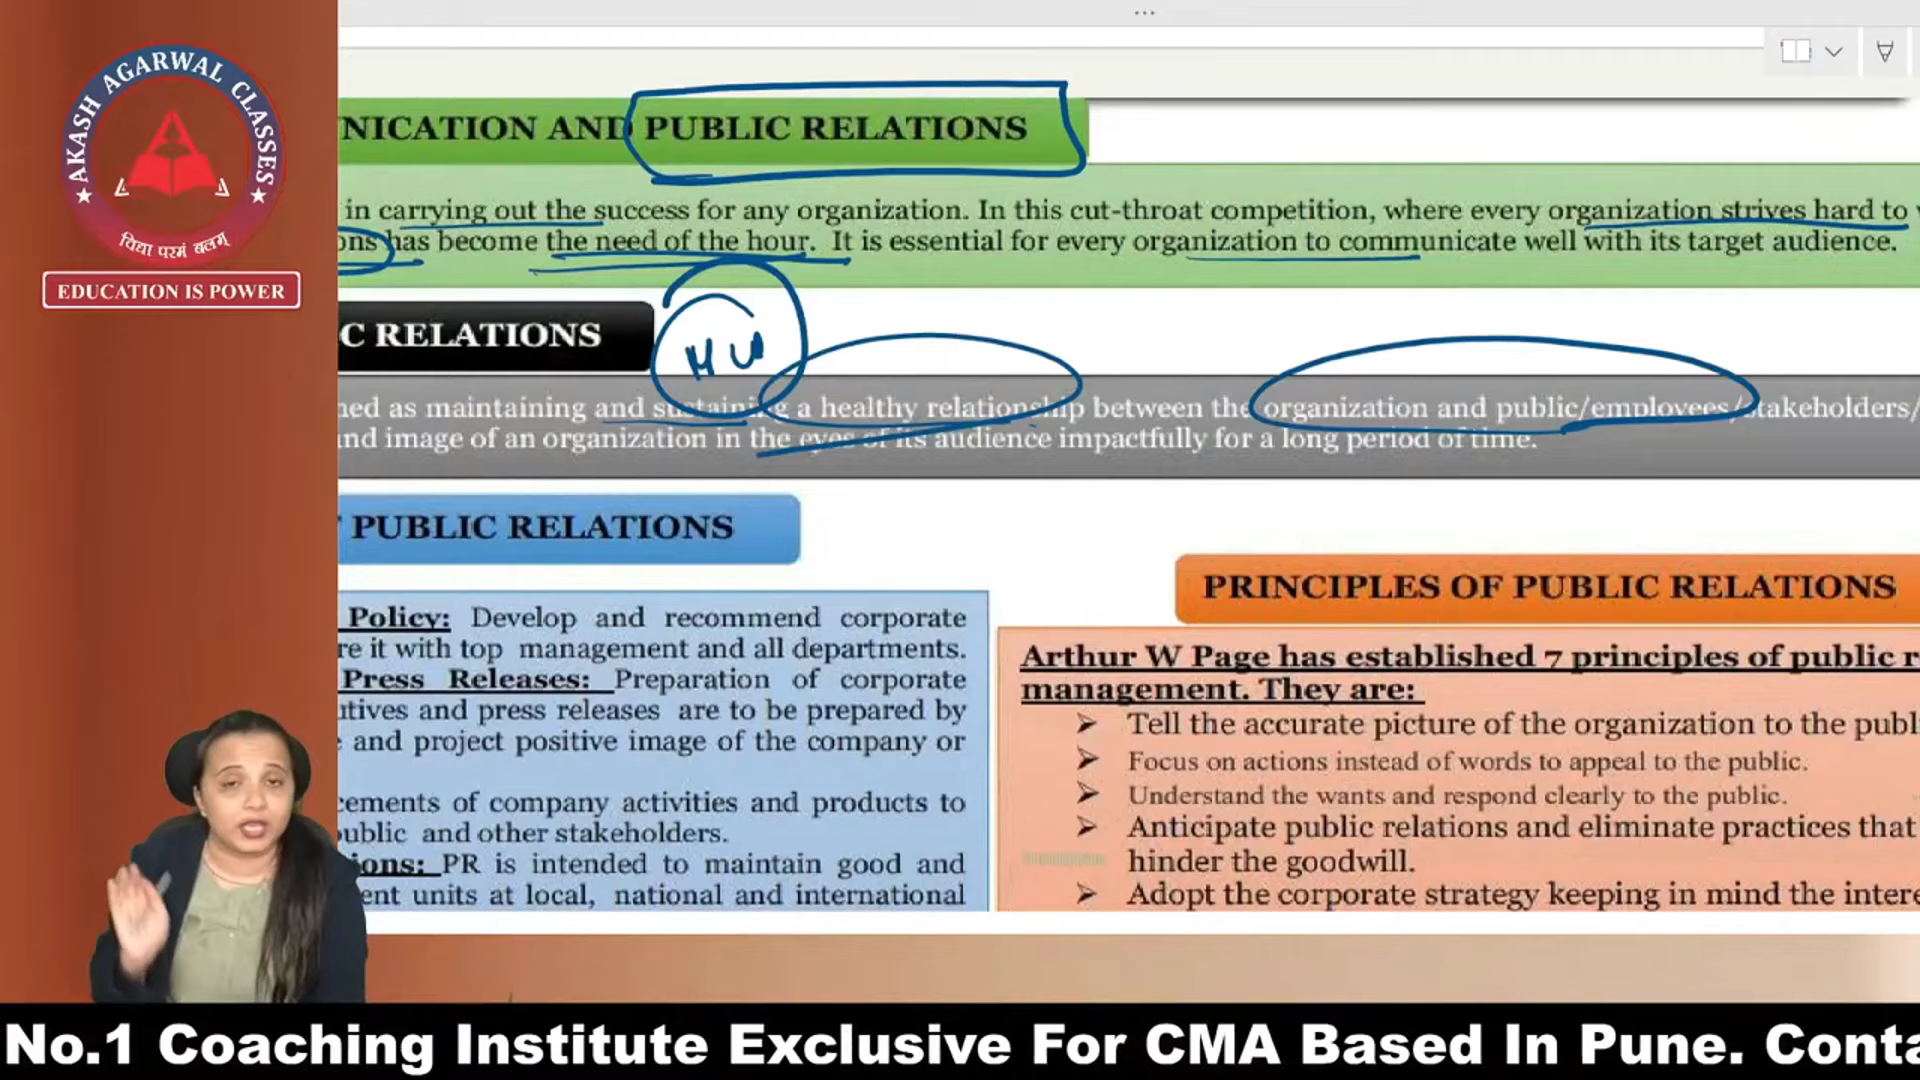 AKASH AGARWAL CLASSES
विद्या परमं बलम्
EDUCATION IS POWER
...
NICATION AND PUBLIC RELATIONS
in carrying out the success for any organization. In this cut-throat competition, where every organization strives hard to
ons has become the need of the hour. It is essential for every organization to communicate well with its target audience.
C RELATIONS
ned as maintaining and sustaining a healthy relationship between the organization and public/employees/stakeholders/
and image of an organization in the eyes of its audience impactfully for a long period of time.
PUBLIC RELATIONS
Policy: Develop and recommend corporate
re it with top management and all departments.
Press Releases: Preparation of corporate
utives and press releases are to be prepared by
e and project positive image of the company or
cements of company activities and products to
public and other stakeholders.
ions: PR is intended to maintain good and
ent units at local, national and international
PRINCIPLES OF PUBLIC RELATIONS
Arthur W Page has established 7 principles of public r
management. They are:
➤ Tell the accurate picture of the organization to the publ
➤ Focus on actions instead of words to appeal to the public.
➤ Understand the wants and respond clearly to the public.
➤ Anticipate public relations and eliminate practices that
hinder the goodwill.
➤ Adopt the corporate strategy keeping in mind the intere
No.1 Coaching Institute Exclusive For CMA Based In Pune. Conta